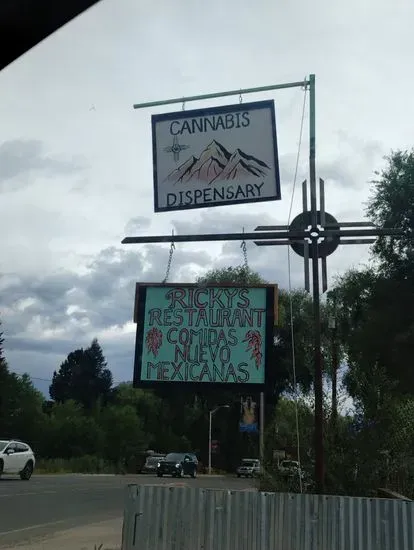 CANNABIS
DISPENSARY
RICKYS
RESTAURANT
COMIDAS
NUEVO
MEXICANAS